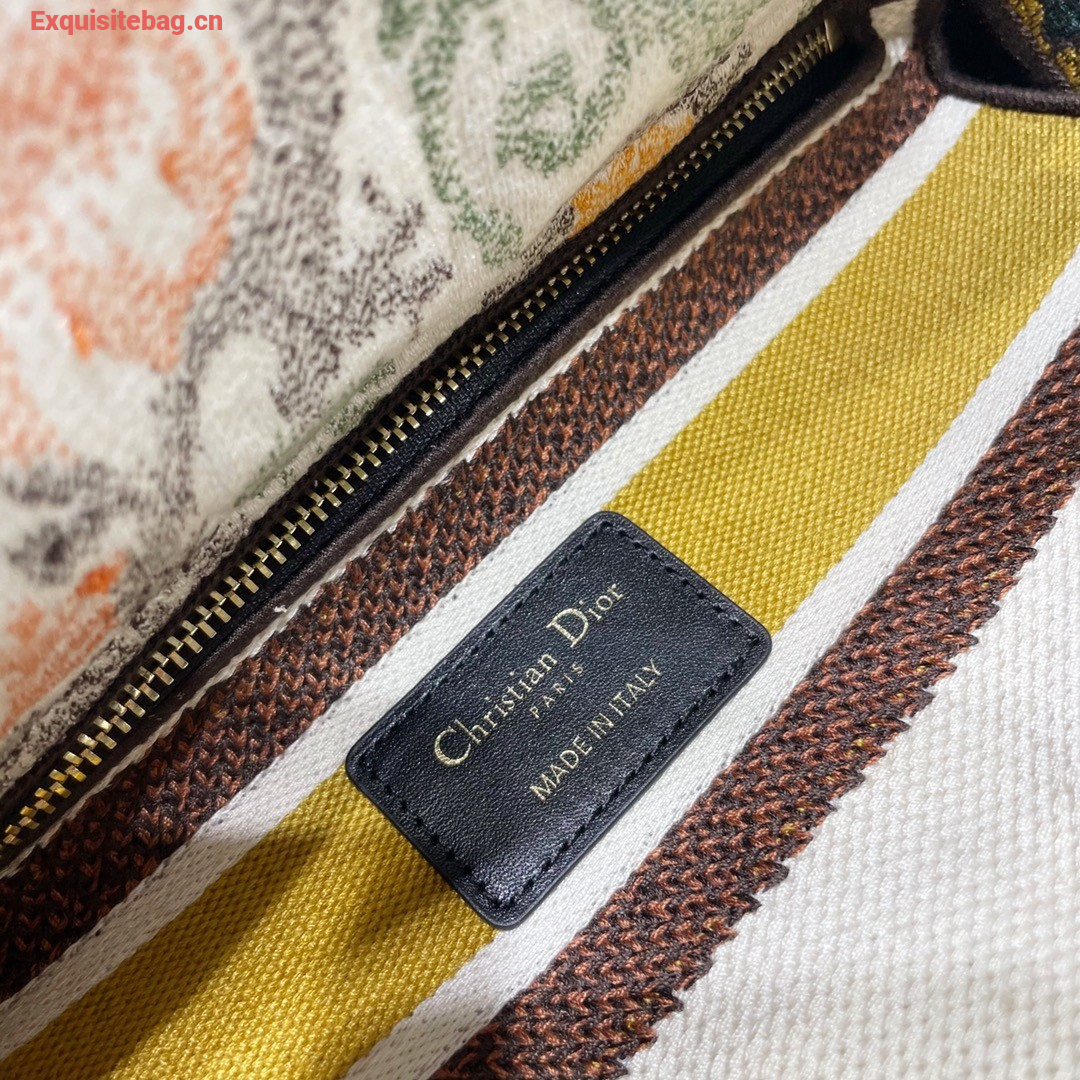 Exquisitebag.cn
Christian Dior
PARIS
MADE IN ITALY